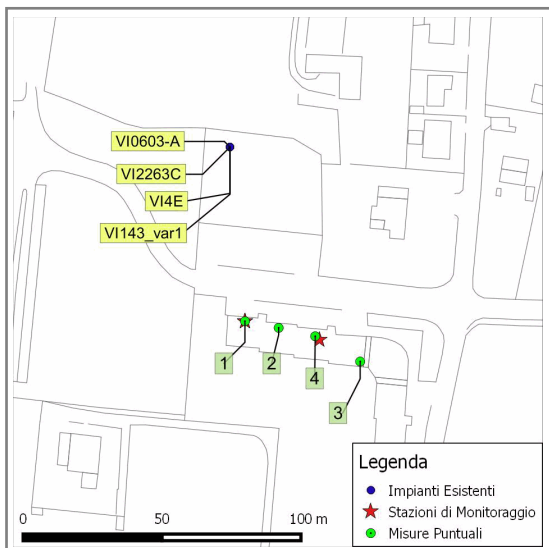 VI0603-A
VI2263C
VI4E
VI143_var1
1
2
4
3
Legenda
Impianti Esistenti
Stazioni di Monitoraggio
Misure Puntuali
0 50 100 m